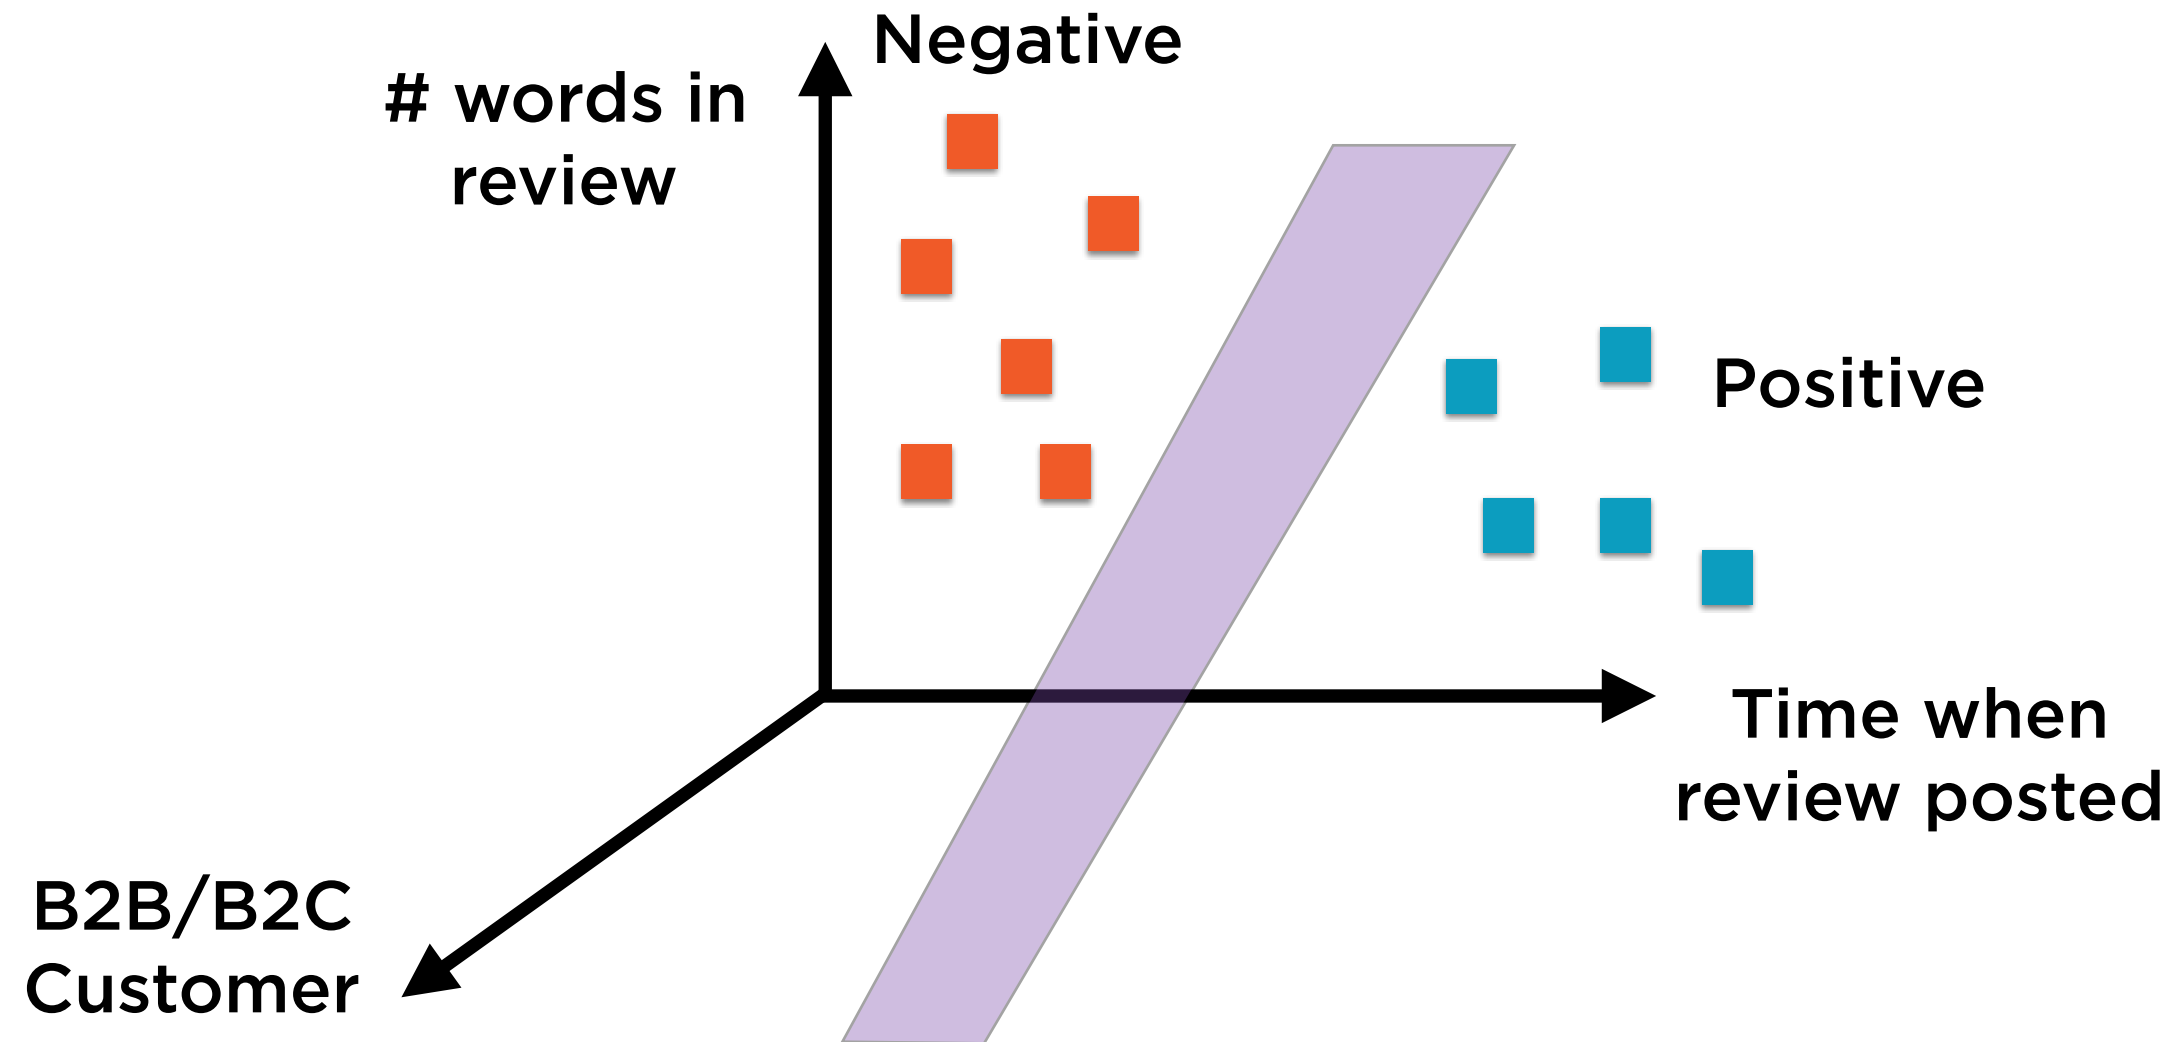 Negative
# words in
review
Positive
Time when
review posted
B2B/B2C
Customer